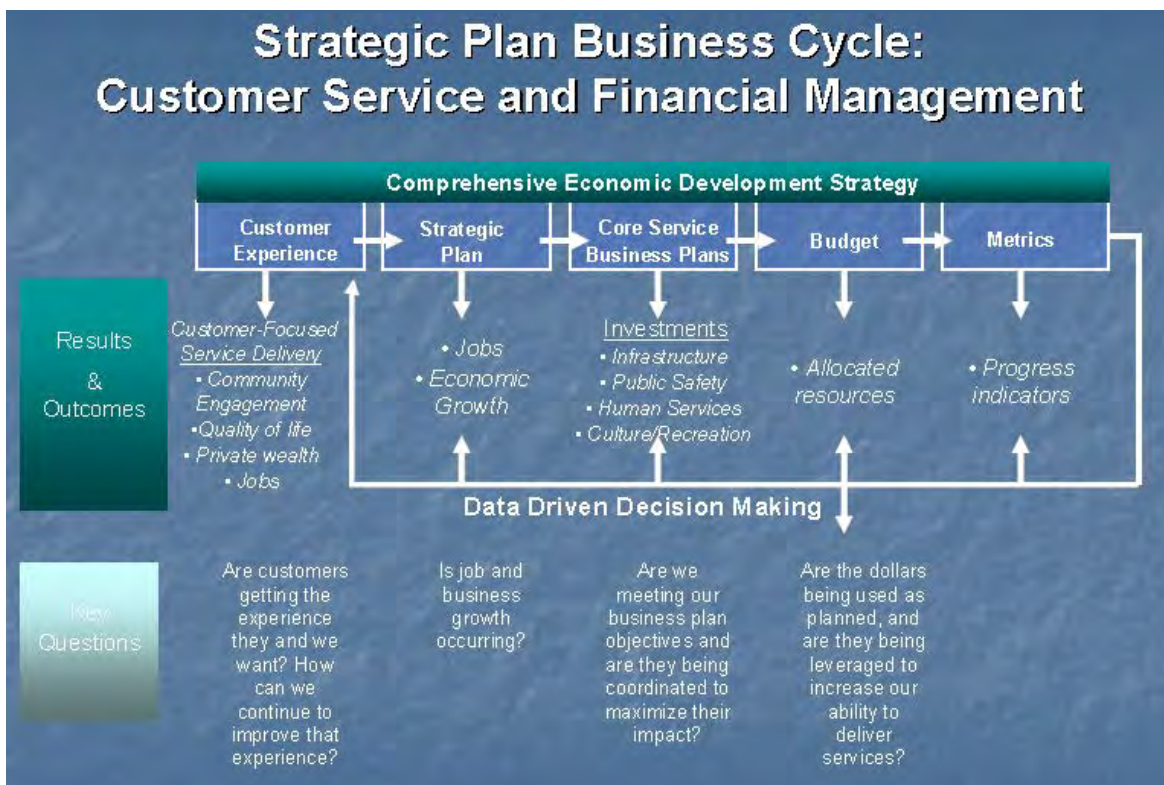 Strategic Plan Business Cycle:
Customer Service and Financial Management
Comprehensive Economic Development Strategy
Customer
Experience
Strategic
Plan
Core Service
Business Plans
Budget
Metrics
Results
&
Outcomes
Customer-Focused
Service Delivery
• Community
Engagement
•Quality of life
• Private wealth
• Jobs
• Jobs
• Economic
Growth
Investments
• Infrastructure
• Public Safety
• Human Services
• Culture/Recreation
• Allocated
resources
• Progress
indicators
Data Driven Decision Making
Key
Questions
Are customers
getting the
experience
they and we
want? How
can we
continue to
improve that
experience?
Is job and
business
growth
occurring?
Are we
meeting our
business plan
objectives and
are they being
coordinated to
maximize their
impact?
Are the dollars
being used as
planned, and
are they being
leveraged to
increase our
ability to
deliver
services?